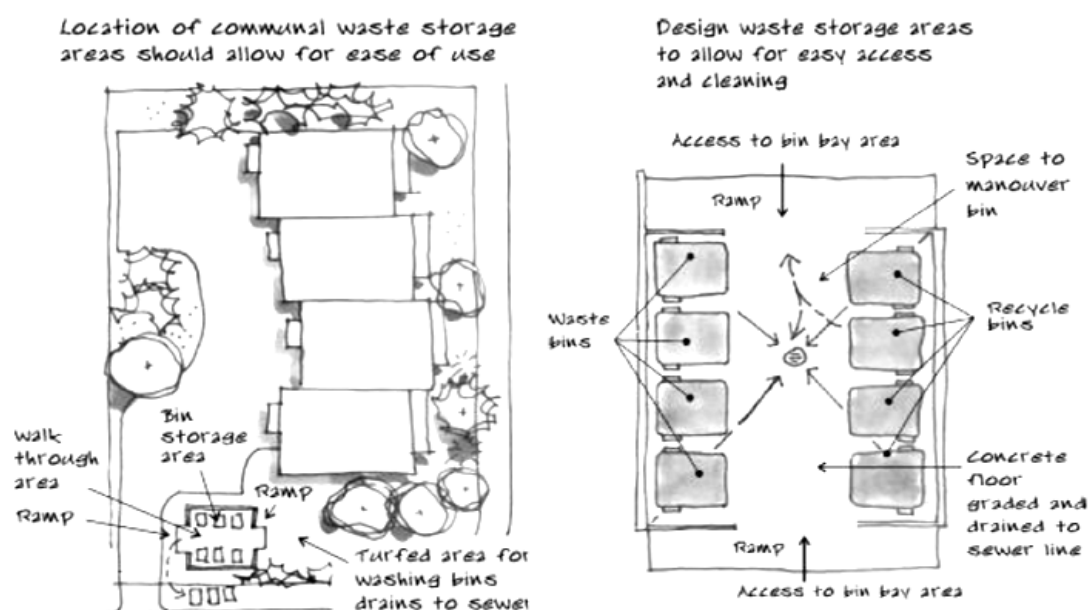 Location of communal waste storage
areas should allow for ease of use
Bin
storage
area
Walk
through
area
Ramp
Ramp
Turfed area for
washing bins
drains to sewer
Design waste storage areas
to allow for easy access
and cleaning
Access to bin bay area
Ramp
Space to
manouver
bin
Waste
bins
Recycle
bins
Concrete
floor
graded and
drained to
sewer line
Ramp
Access to bin bay area